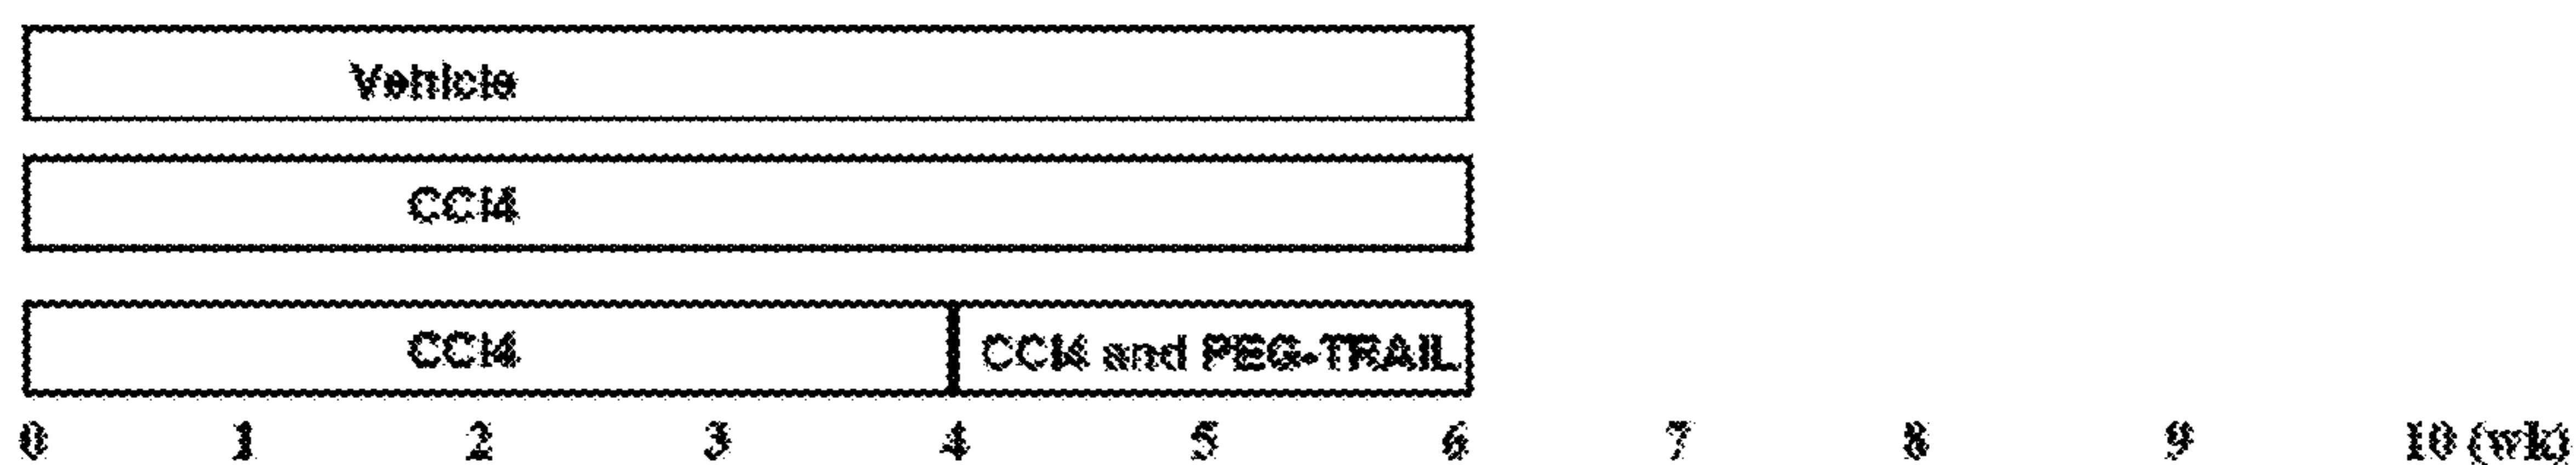 Vehicle
CCl4
CCl4 CCl4 and PEG-TRAIL
0 1 2 3 4 5 6 7 8 9 10 (wk)